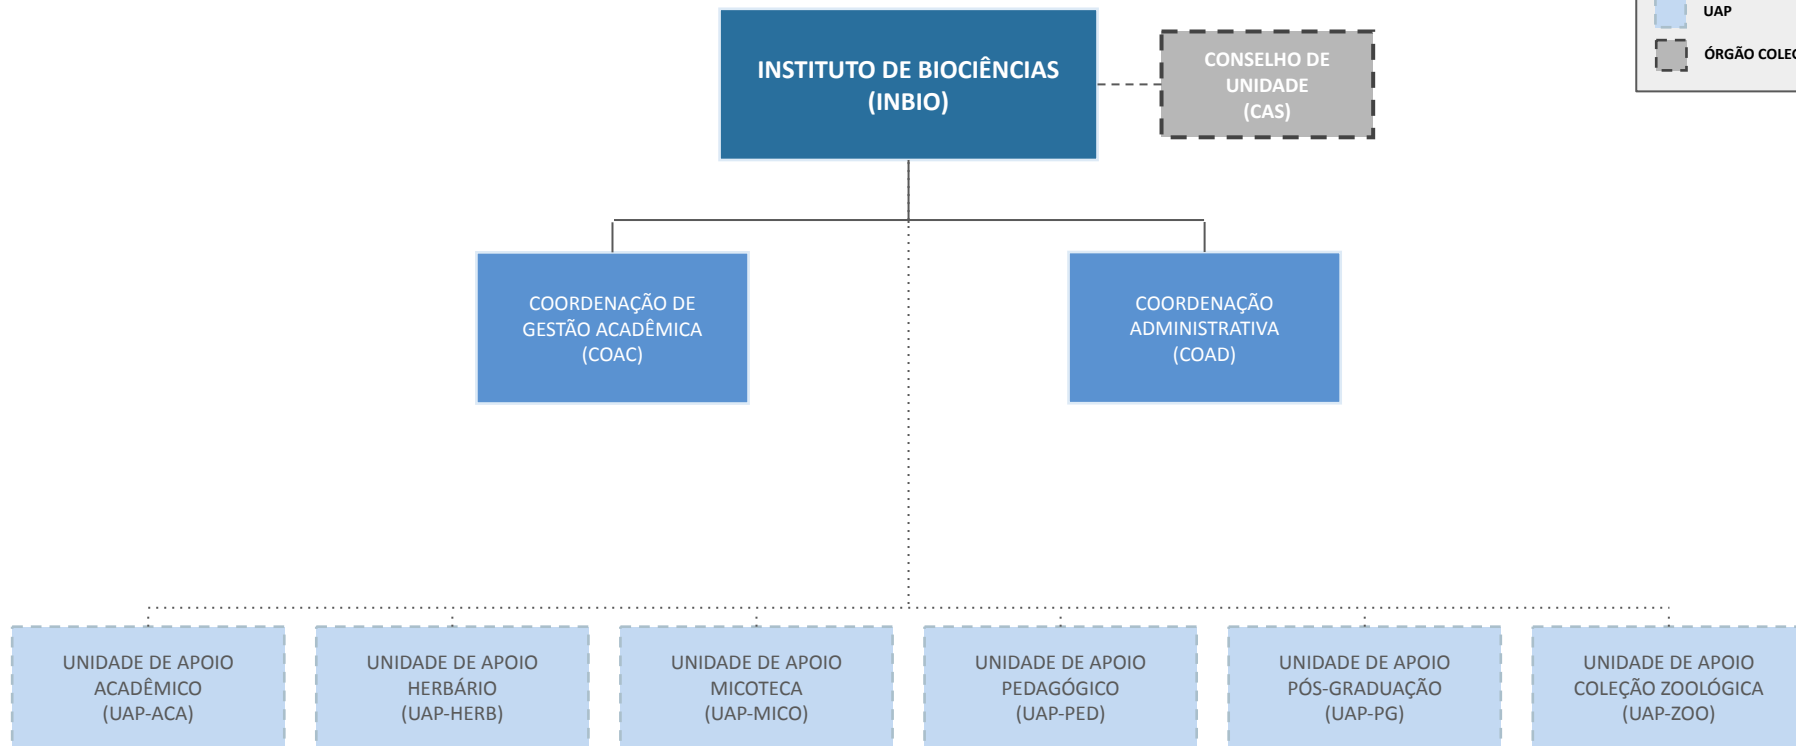 UAP
ÓRGÃO
INSTITUTO DE BIOCIÊNCIAS
(INBIO)
CONSELHO DE
UNIDADE
(CAS)
COORDENAÇÃO DE
GESTÃO ACADÊMICA
(COAC)
COORDENAÇÃO
ADMINISTRATIVA
(COAD)
UNIDADE DE APOIO
ACADÊMICO
(UAP-ACA)
UNIDADE DE APOIO
HERBÁRIO
(UAP-HERB)
UNIDADE DE APOIO
MICOTECA
(UAP-MICO)
UNIDADE DE APOIO
PEDAGÓGICO
(UAP-PED)
UNIDADE DE APOIO
PÓS-GRADUAÇÃO
(UAP-PG)
UNIDADE DE APOIO
COLEÇÃO ZOOLÓGICA
(UAP-ZOO)